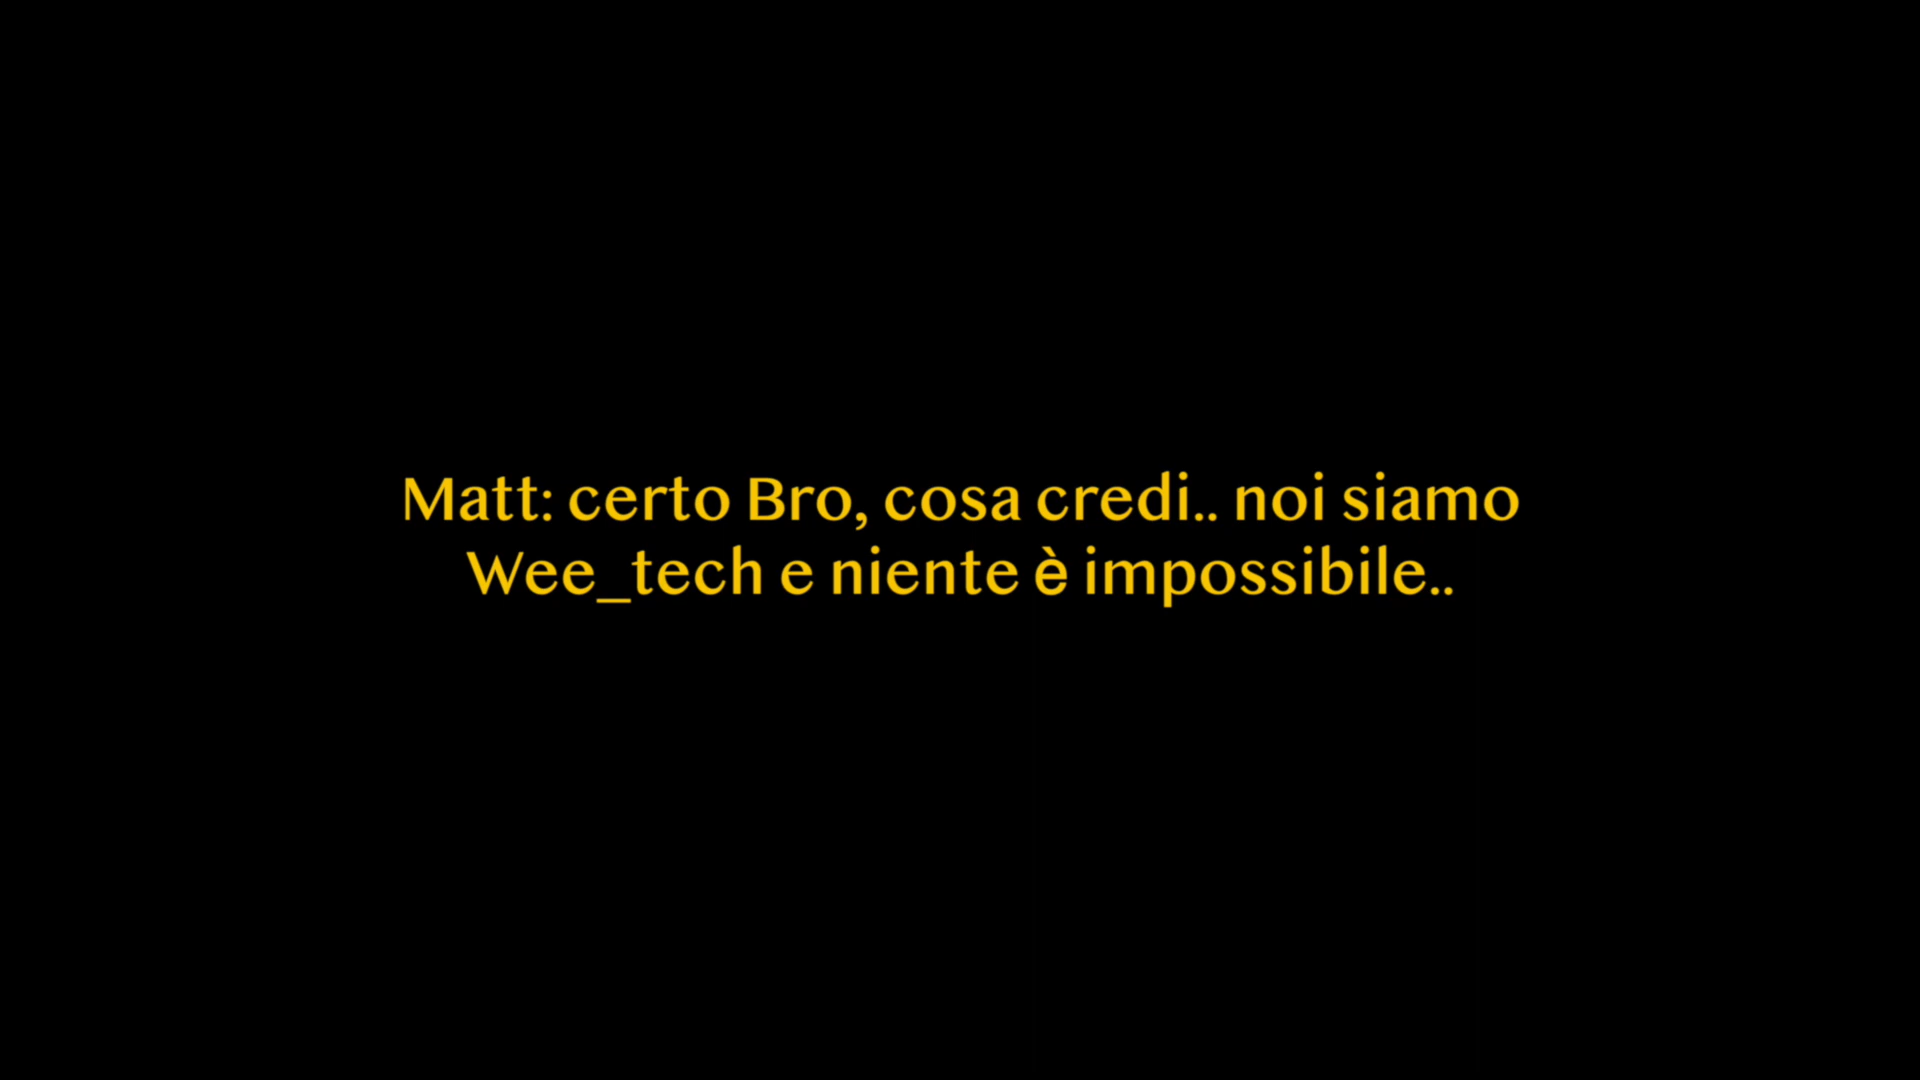 Matt: certo Bro, cosa credi.. noi siamo
Wee_tech e niente è impossibile..